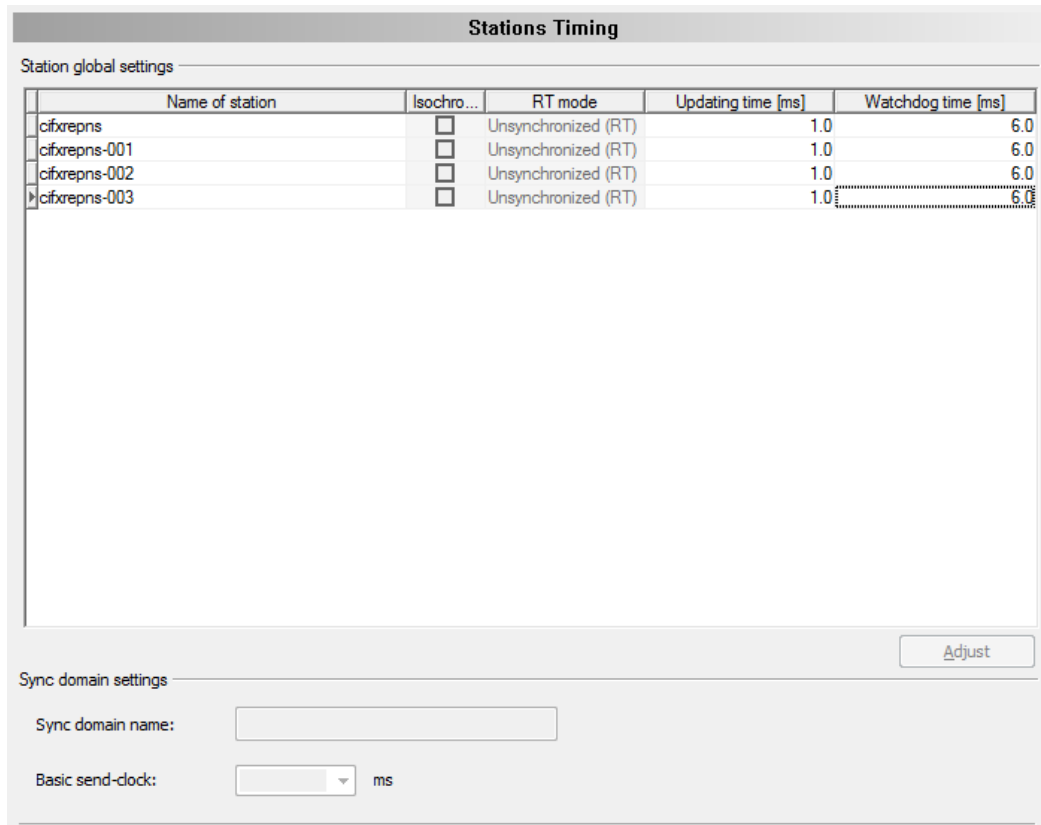 Stations Timing
Station global settings
Name of station Isochro... RT mode Updating time [ms] Watchdog time [ms]
cifxrepns Unsynchronized (RT) 1.0 6.0
cifxrepns-001 Unsynchronized (RT) 1.0 6.0
cifxrepns-002 Unsynchronized (RT) 1.0 6.0
cifxrepns-003 Unsynchronized (RT) 1.0 6.0
Adjust
Sync domain settings
Sync domain name:
Basic send-clock: ms